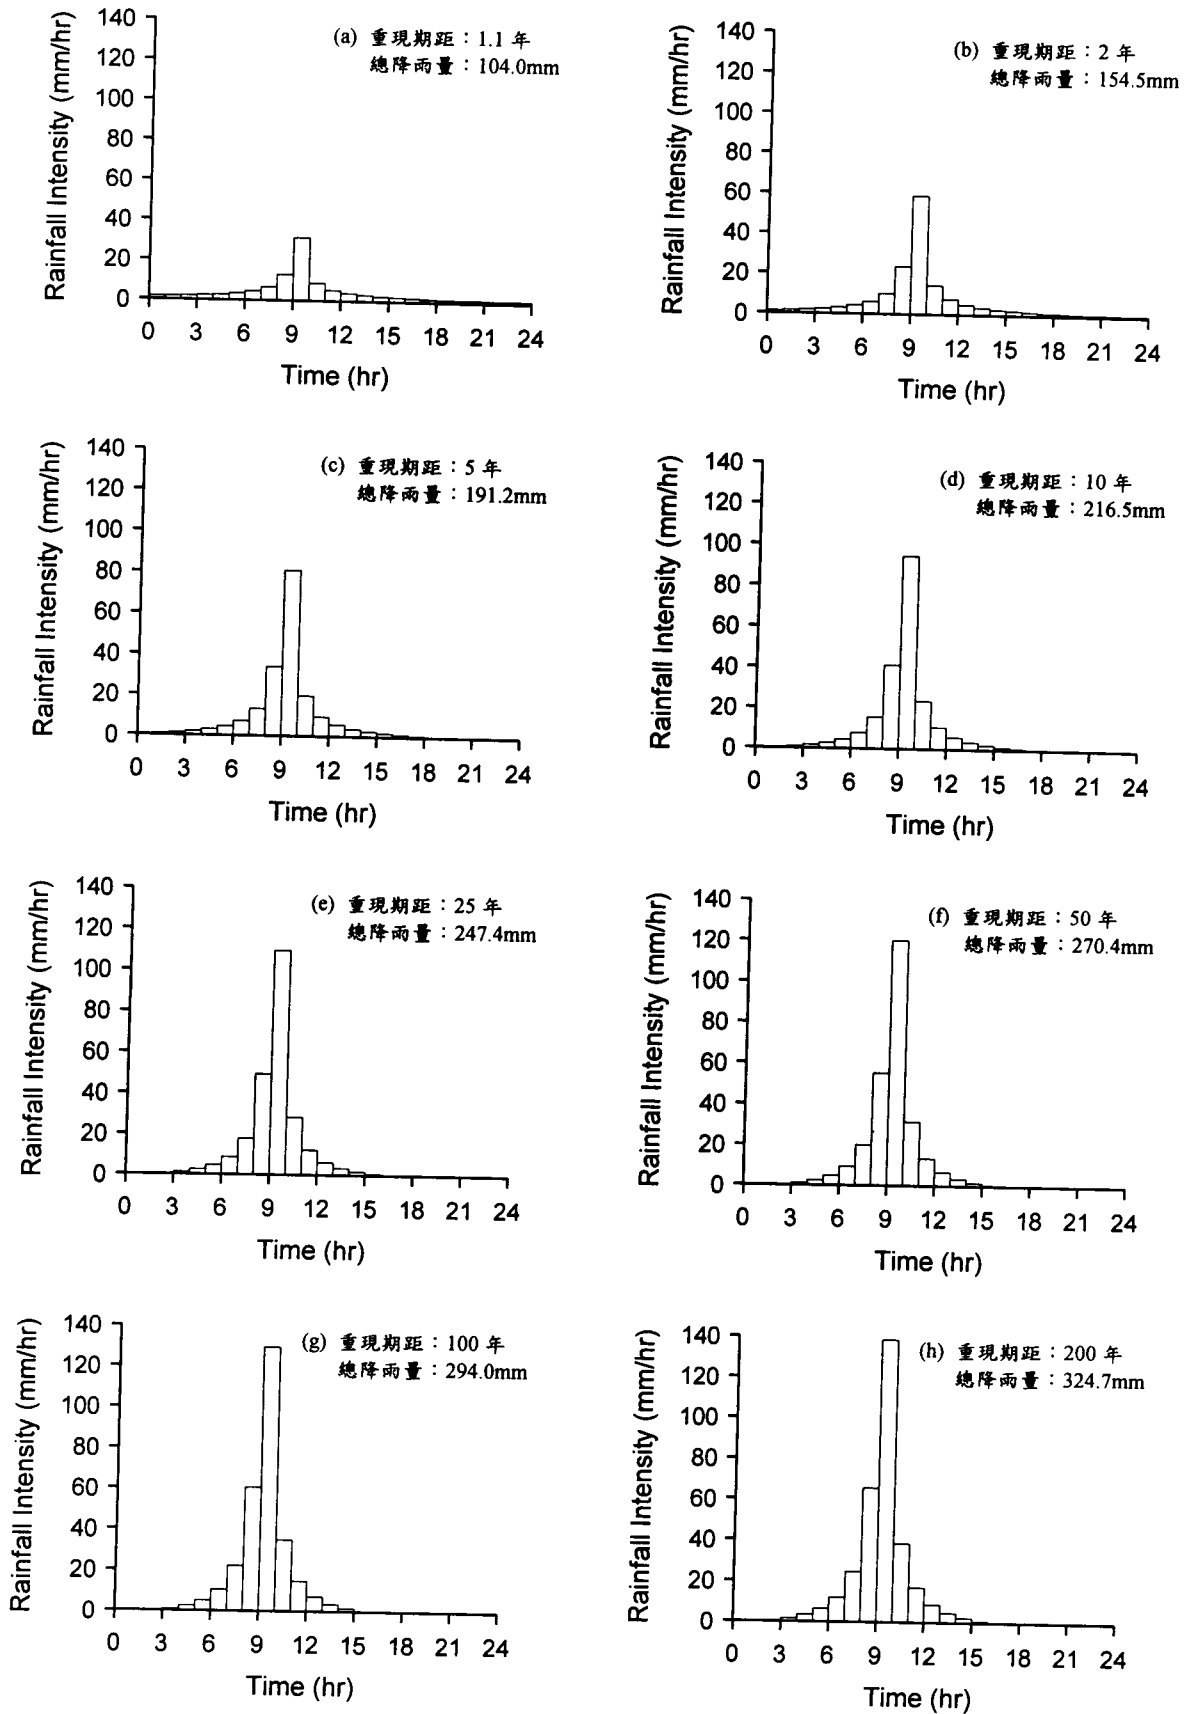 (a) 重現期距：1.1 年
總降雨量：104.0mm
Rainfall Intensity (mm/hr)
140
120
100
80
60
40
20
0
0 3 6 9 12 15 18 21 24
Time (hr)
(b) 重現期距：2 年
總降雨量：154.5mm
Rainfall Intensity (mm/hr)
140
120
100
80
60
40
20
0
0 3 6 9 12 15 18 21 24
Time (hr)
(c) 重現期距：5 年
總降雨量：191.2mm
Rainfall Intensity (mm/hr)
140
120
100
80
60
40
20
0
0 3 6 9 12 15 18 21 24
Time (hr)
(d) 重現期距：10 年
總降雨量：216.5mm
Rainfall Intensity (mm/hr)
140
120
100
80
60
40
20
0
0 3 6 9 12 15 18 21 24
Time (hr)
(e) 重現期距：25 年
總降雨量：247.4mm
Rainfall Intensity (mm/hr)
140
120
100
80
60
40
20
0
0 3 6 9 12 15 18 21 24
Time (hr)
(f) 重現期距：50 年
總降雨量：270.4mm
Rainfall Intensity (mm/hr)
140
120
100
80
60
40
20
0
0 3 6 9 12 15 18 21 24
Time (hr)
(g) 重現期距：100 年
總降雨量：294.0mm
Rainfall Intensity (mm/hr)
140
120
100
80
60
40
20
0
0 3 6 9 12 15 18 21 24
Time (hr)
(h) 重現期距：200 年
總降雨量：324.7mm
Rainfall Intensity (mm/hr)
140
120
100
80
60
40
20
0
0 3 6 9 12 15 18 21 24
Time (hr)